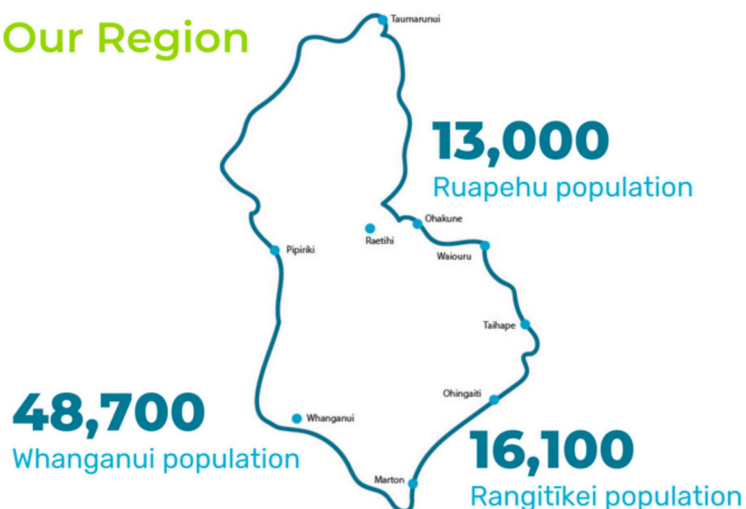 Our Region
Taumarunui
13,000
Ruapehu population
Ohakune
Raetihi
Waiouru
Pipiriki
Taihape
Ohingaiti
48,700
Whanganui population
Whanganui
16,100
Rangitīkei population
Marton